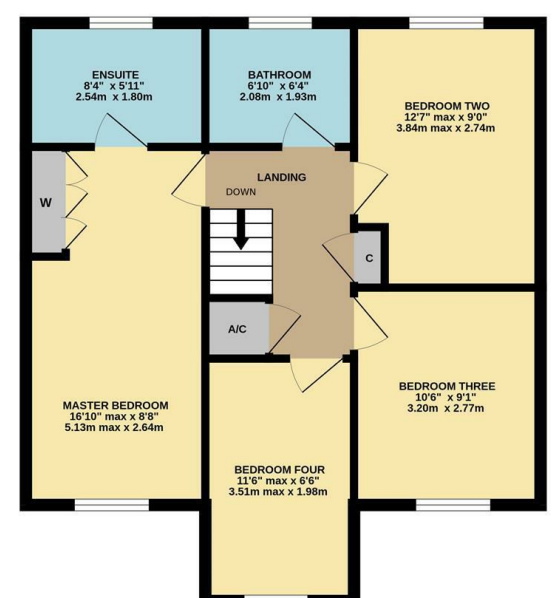 ENSUITE
8'4" x 5'11"
2.54m x 1.80m
BATHROOM
6'10" x 6'4"
2.08m x 1.93m
BEDROOM TWO
12'7" max x 9'0"
3.84m max x 2.74m
LANDING
DOWN
W
C
A/C
MASTER BEDROOM
16'10" max x 8'8"
5.13m max x 2.64m
BEDROOM THREE
10'6" x 9'1"
3.20m x 2.77m
BEDROOM FOUR
11'6" max x 6'6"
3.51m max x 1.98m